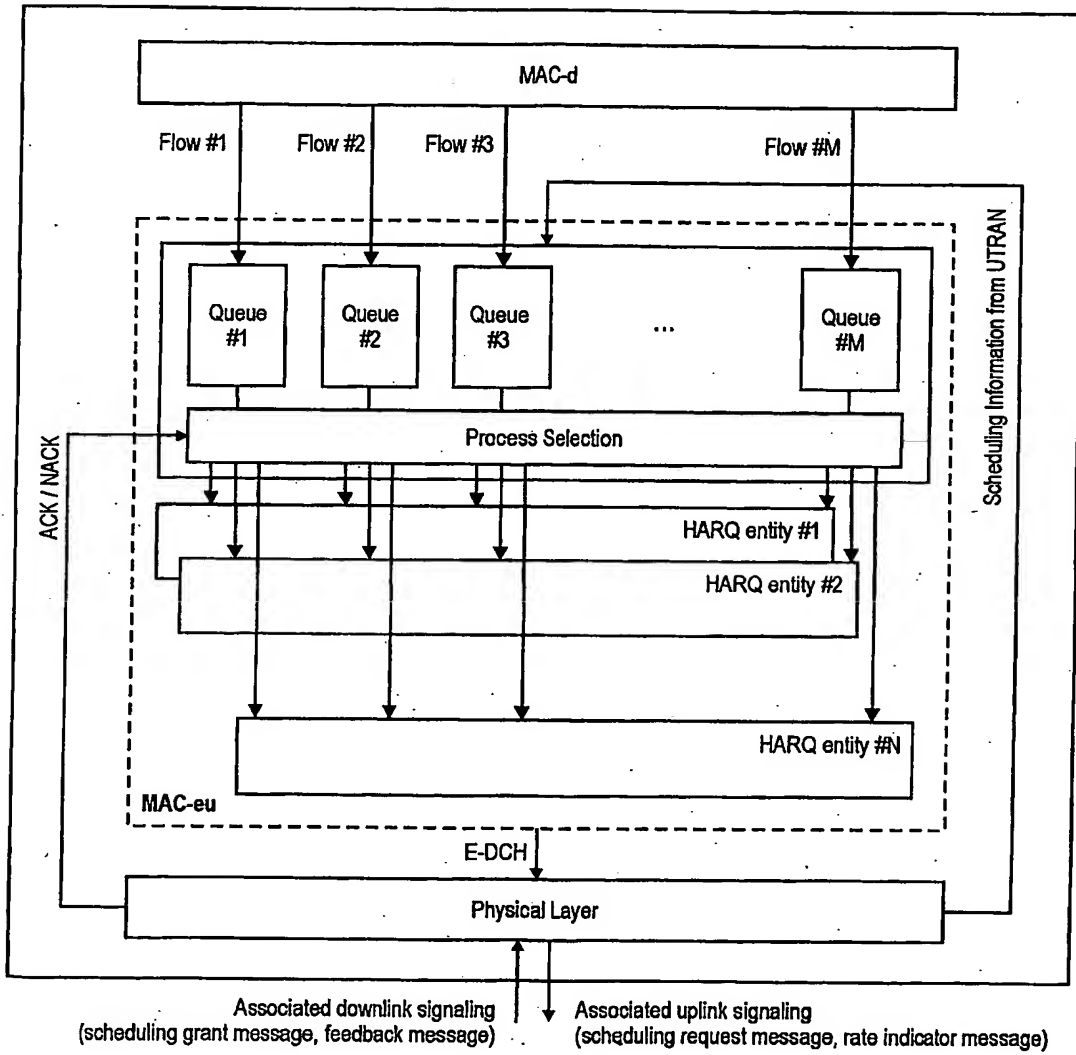 MAC-d
Flow #1
Flow #2
Flow #3
Flow #M
Queue
#1
Queue
#2
Queue
#3
...
Queue
#M
Process Selection
ACK / NACK
Scheduling Information from UTRAN
HARQ entity #1
HARQ entity #2
HARQ entity #N
MAC-eu
E-DCH
Physical Layer
Associated downlink signaling
(scheduling grant message, feedback message)
Associated uplink signaling
(scheduling request message, rate indicator message)